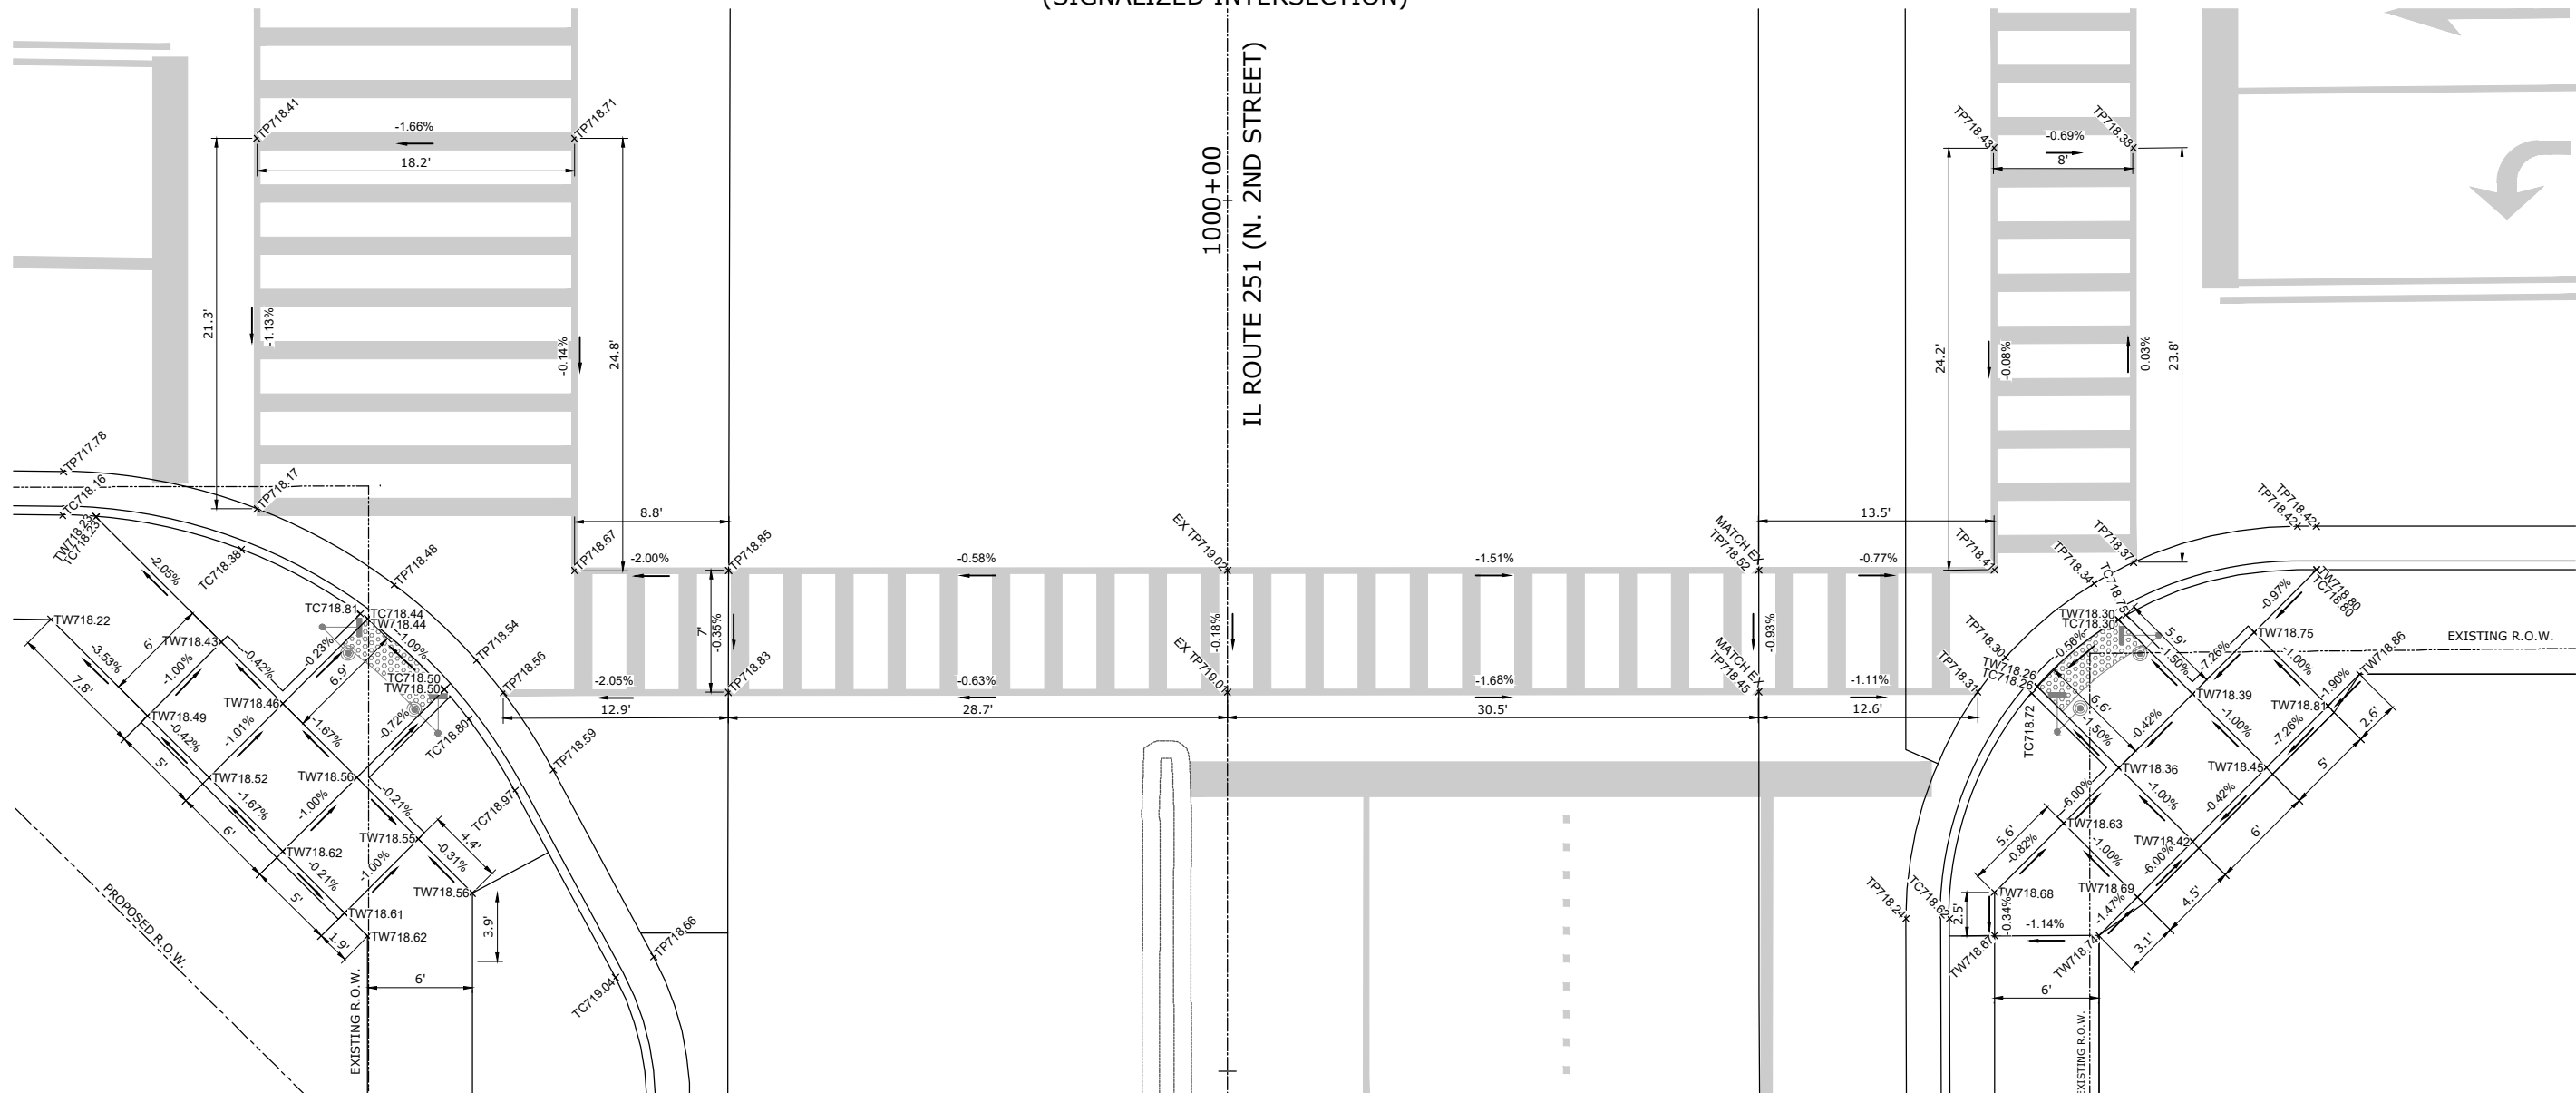 (SIGNALIZED INTERSECTION)
IL ROUTE 251 (N. 2ND STREET)
1000+00
TP718.41
TP718.71
-1.66%
18.2'
21.3'
-1.13%
-0.14%
24.8'
TP717.78
TC718.16
TP718.17
TW718.23
TC718.23
TC718.38
TP718.48
-2.05%
TW718.22
-3.53%
6'
TW718.43
-1.00%
-0.42%
-0.23%
TC718.81
TC718.44
TW718.44
-1.09%
6.9'
TC718.50
TW718.50
7.8'
TW718.49
-0.42%
-1.01%
TW718.46
-1.67%
-0.72%
TC718.80
5'
TW718.52
-1.67%
-1.00%
TW718.56
-0.21%
6'
TW718.62
-0.21%
-1.00%
TW718.55
4.4'
-0.31%
TC718.97
5'
TW718.61
TW718.56
3.9'
1.9'
TW718.62
6'
PROPOSED R.O.W.
EXISTING R.O.W.
TP718.54
TP718.56
TP718.59
TP718.66
TC719.04
8.8'
TP718.67
-2.00%
TP718.85
-0.58%
EX TP719.02
-1.51%
MATCH EX
TP718.52
-0.77%
13.5'
TP718.41
7'
-0.35%
-0.18%
-0.93%
EX TP719.01
MATCH EX
TP718.45
TP718.31
TP718.83
-2.05%
-0.63%
-1.68%
-1.11%
12.9'
28.7'
30.5'
12.6'
TP718.43
TP718.38
-0.69%
8'
24.2'
-0.08%
0.03%
23.8'
TP718.42
TP718.42
TP718.37
TP718.34
TC718.75
TW718.30
TC718.30
TP718.30
TW718.26
TC718.26
-0.56%
5.9'
-1.50%
-7.26%
-0.97%
TW718.80
TC718.80
TW718.75
-1.00%
TW718.86
EXISTING R.O.W.
-1.90%
TW718.81
TW718.39
6.6'
-1.50%
-0.42%
-1.00%
-7.26%
2.6'
TC718.72
TW718.36
TW718.45
5'
-6.00%
-1.00%
-0.42%
TW718.63
TW718.42
6'
5.6'
-0.82%
-1.00%
-6.00%
TW718.68
TW718.69
4.5'
TP718.24
TC718.62
2.5'
-0.34%
-1.14%
-1.47%
3.1'
TW718.67
TW718.74
6'
EXISTING R.O.W.